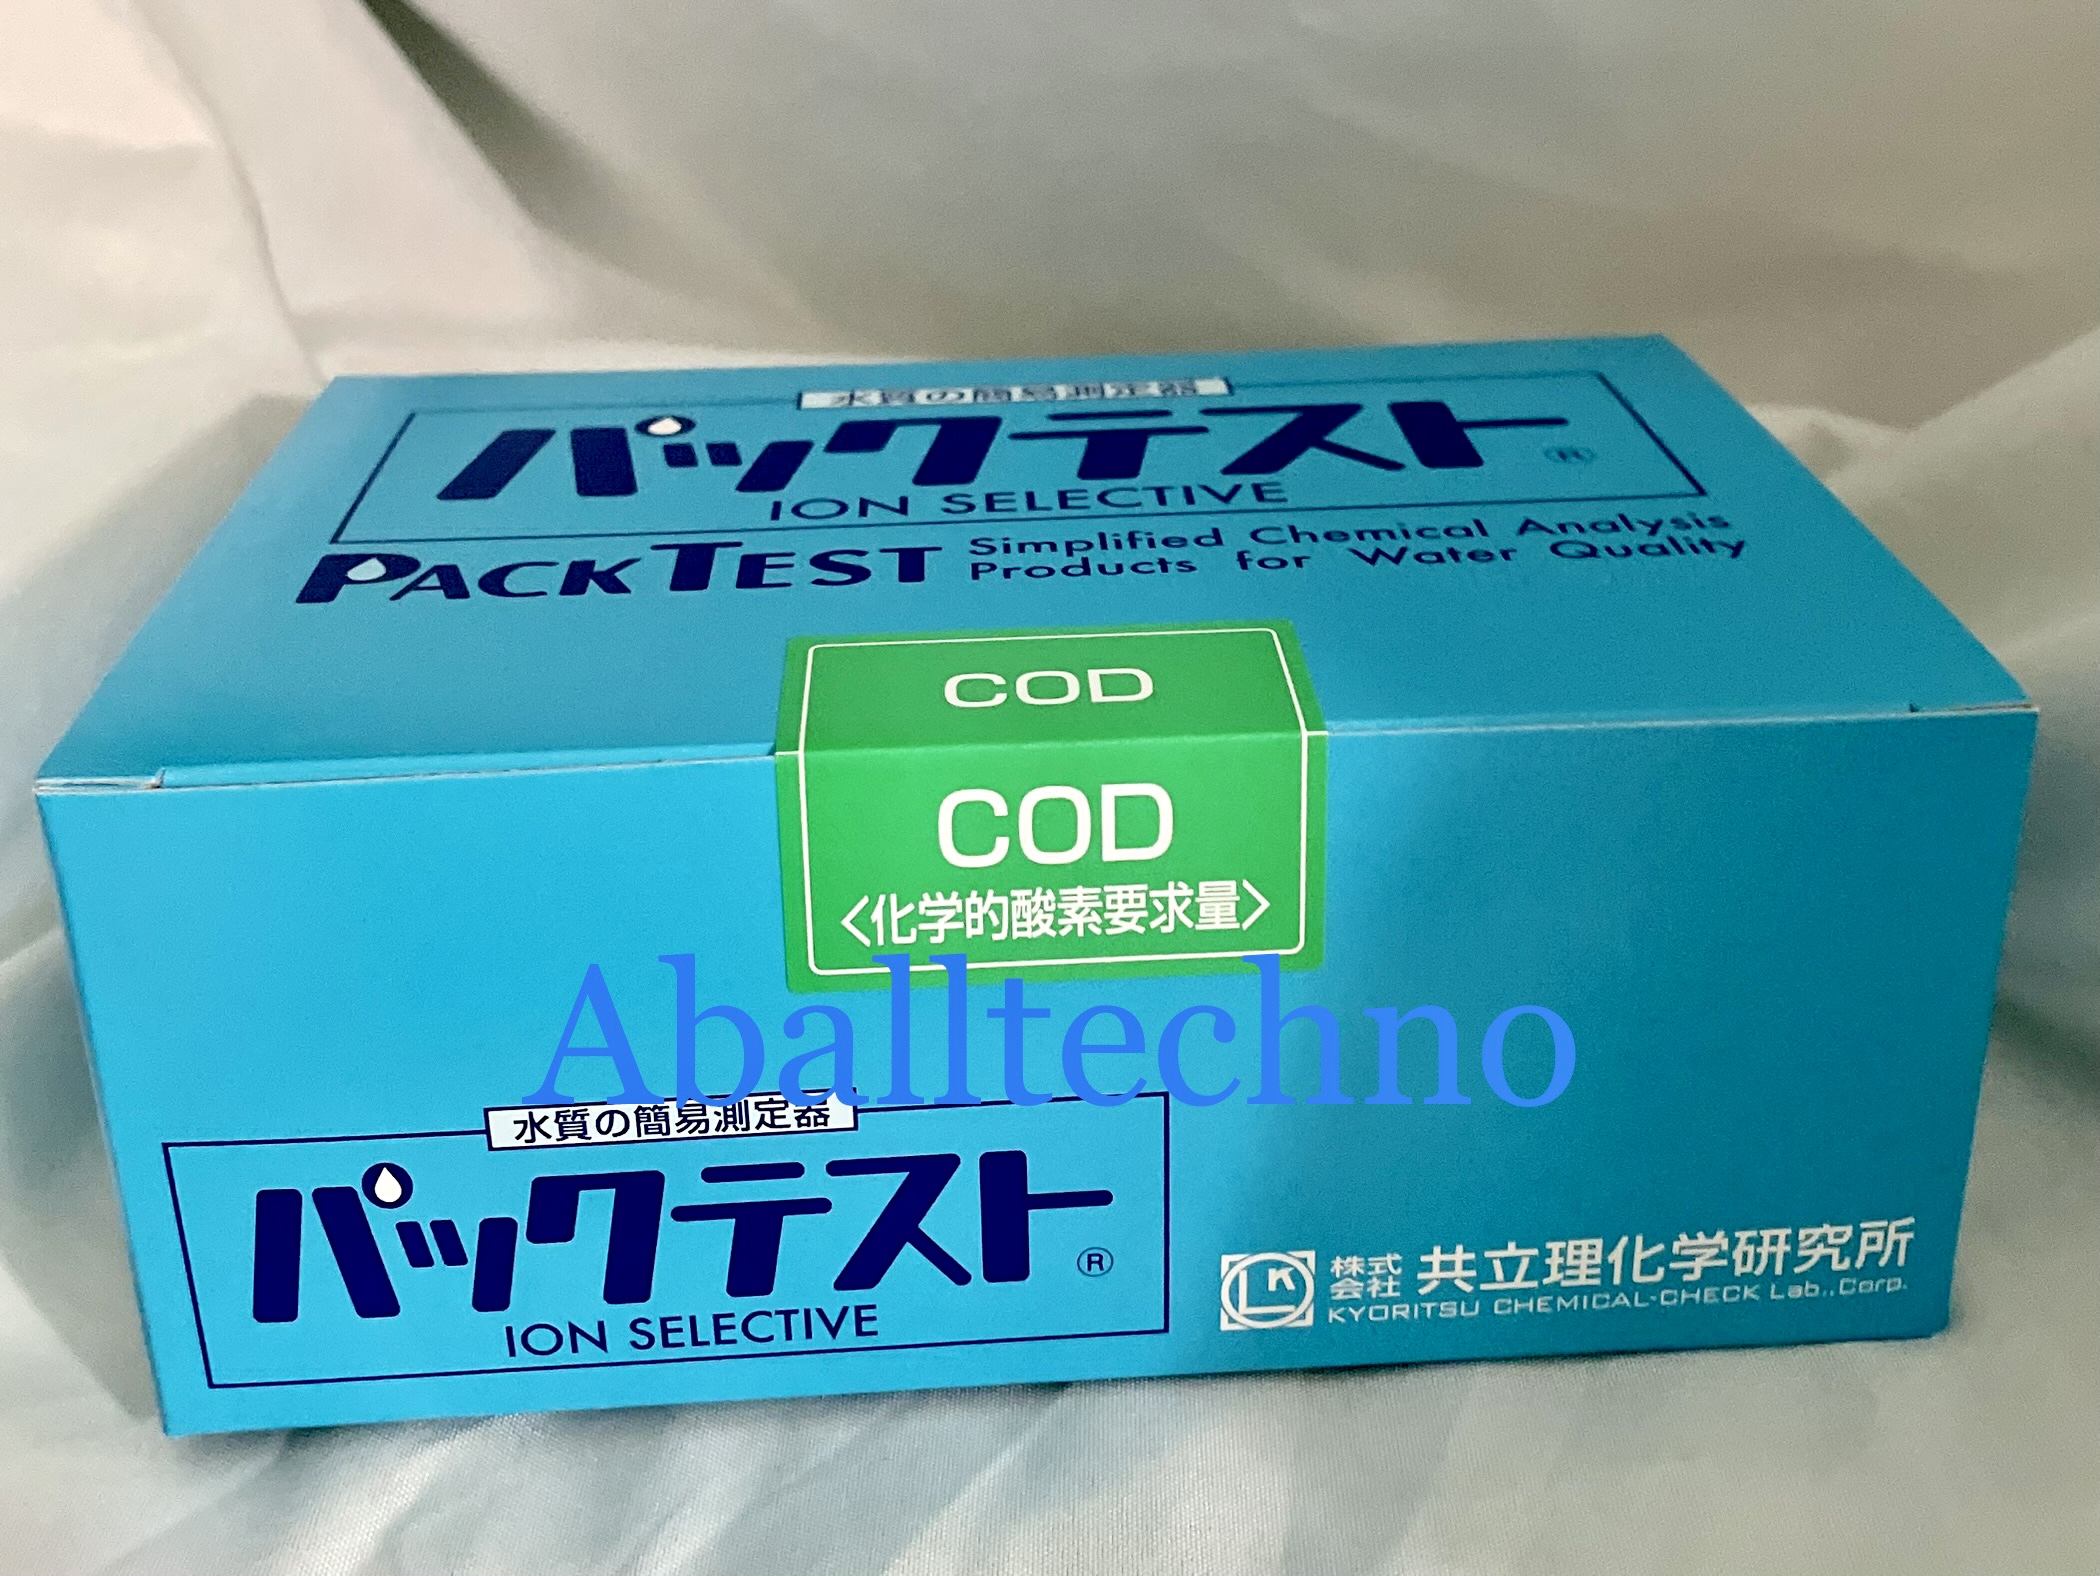 水質の簡易測定器
パックテスト®
ION SELECTIVE
PACKTEST Simplified Chemical Analysis
Products for Water Quality
COD
COD
<化学的酸素要求量>
Aballtechno
水質の簡易測定器
パックテスト®
ION SELECTIVE
LK 株式会社 共立理化学研究所
KYORITSU CHEMICAL-CHECK Lab.,Corp.